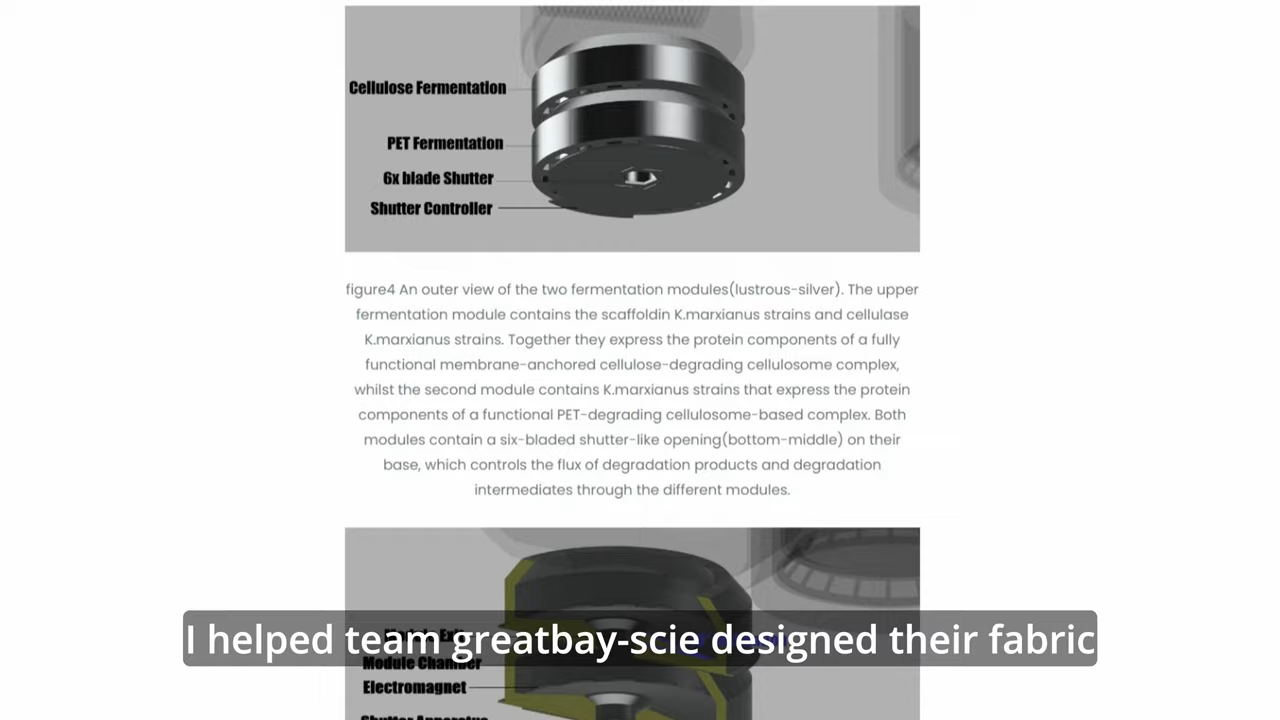 Cellulose Fermentation
PET Fermentation
6x blade Shutter
Shutter Controller
figure4 An outer view of the two fermentation modules(lustrous-silver). The upper
fermentation module contains the scaffoldin K.marxianus strains and cellulase
K.marxianus strains. Together they express the protein components of a fully
functional membrane-anchored cellulose-degrading cellulosome complex,
whilst the second module contains K.marxianus strains that express the protein
components of a functional PET-degrading cellulosome-based complex. Both
modules contain a six-bladed shutter-like opening(bottom-middle) on their
base, which controls the flux of degradation products and degradation
intermediates through the different modules.
I helped team greatbay-scie designed their fabric
Module Chamber
Electromagnet
Shutter Apparatus